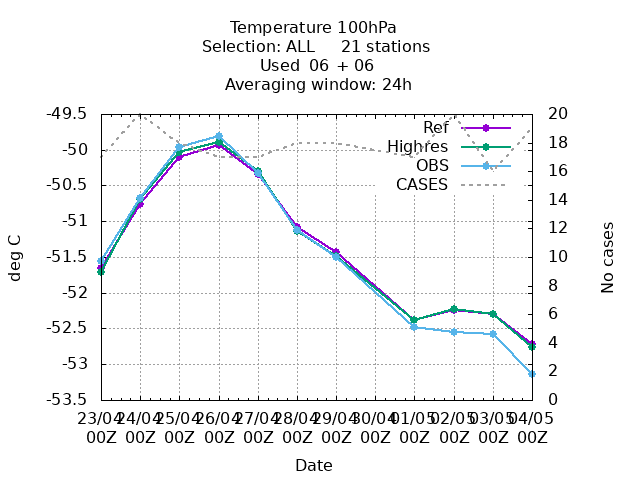 Temperature 100hPa
Selection: ALL 21 stations
Used 06 + 06
Averaging window: 24h
-49.5 20
Ref 18
-50 Highres
-50.5 OBS 16
CASES 14
-51 12
-51.5 10
-52 8
-52.5 6
4
-53 2
-53.5 0
deg C
No cases
23/04 24/04 25/04 26/04 27/04 28/04 29/04 30/04 01/05 02/05 03/05 04/05
00Z 00Z 00Z 00Z 00Z 00Z 00Z 00Z 00Z 00Z 00Z 00Z
Date